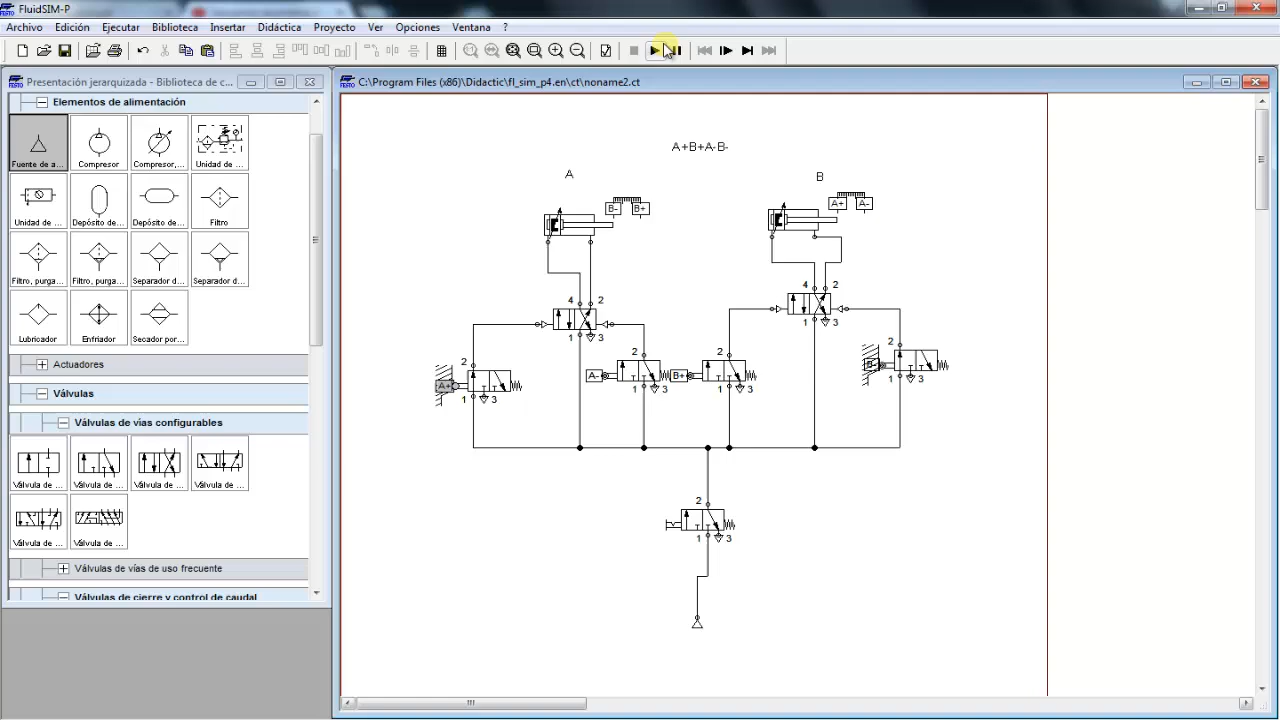 FluidSIM-P
Archivo Edición Ejecutar Biblioteca Insertar Didáctica Proyecto Ver Opciones Ventana ?
Presentación jerarquizada - Biblioteca de c...
C:\Program Files (x86)\Didactic\fl_sim_p4.en\ct\noname2.ct
Elementos de alimentación
Fuente de a... Compresor Compresor,... Unidad de ...
Unidad de ... Depósito de ... Depósito de ... Filtro
Filtro, purga... Filtro, purga... Separador d... Separador d...
Lubricador Enfriador Secador por...
Actuadores
Válvulas
Válvulas de vías configurables
Válvula de ... Válvula de ... Válvula de ... Válvula de ...
Válvula de ... Válvula de ...
Válvulas de vías de uso frecuente
Válvulas de cierre y control de caudal
A+B+A-B-
A B
B- B+ A+ A-
4 2 4 2
1 3 1 3
2 2 2 2
A+ A- B+ B-
1 3 1 3 1 3 1 3
2
1 3